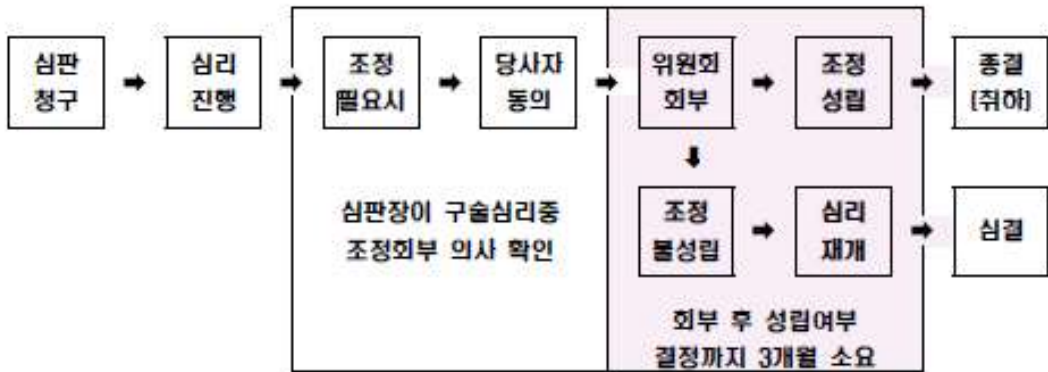 심판
청구
심리
진행
조정
필요시
당사자
동의
위원회
회부
조정
성립
종결
(취하)
심판장이 구술심리중
조정회부 의사 확인
조정
불성립
심리
재개
심결
회부 후 성립여부
결정까지 3개월 소요